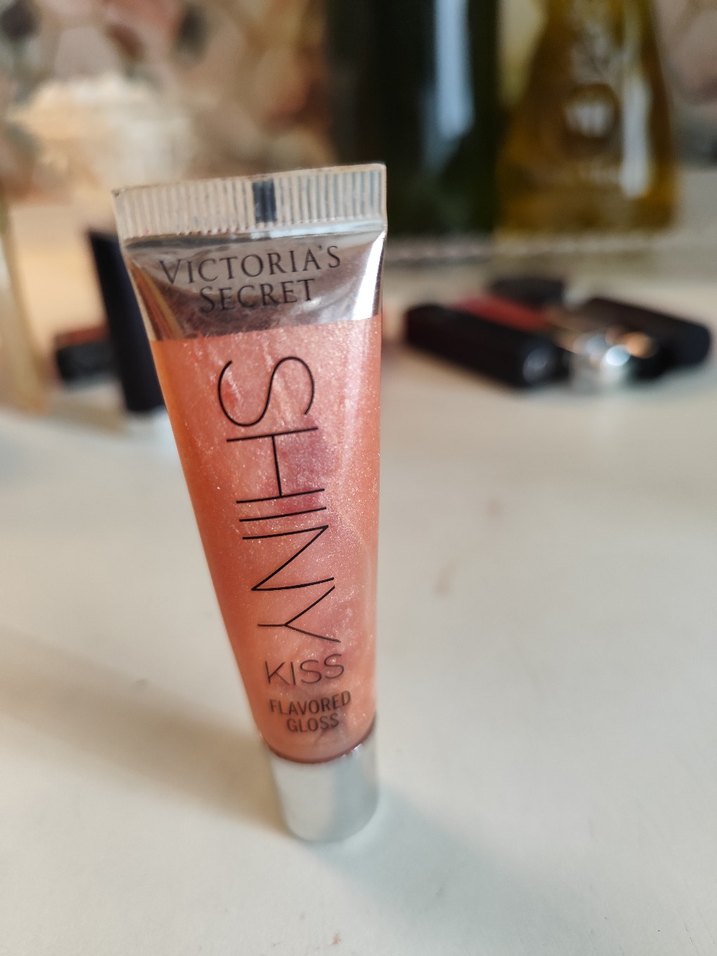 VICTORIA'S
SECRET
SHINY
KISS
FLAVORED
GLOSS